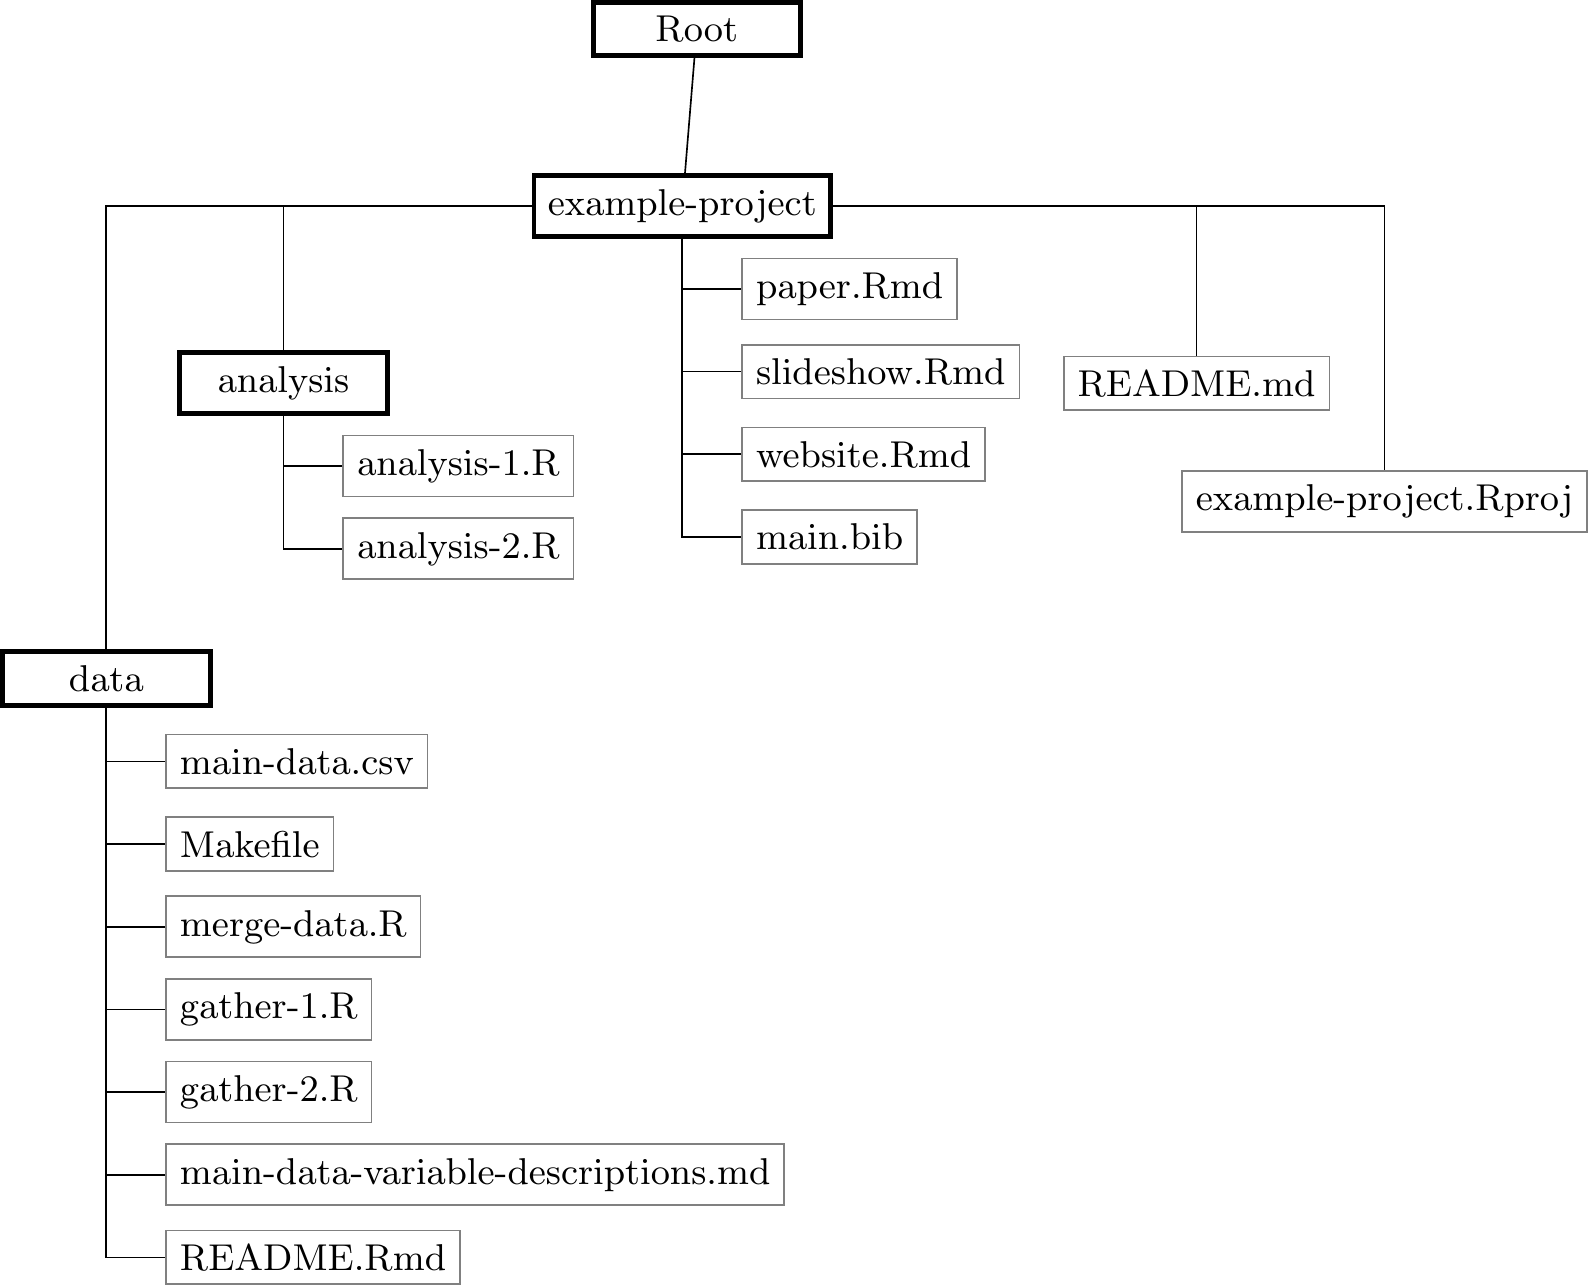 Root
example-project
paper.Rmd
slideshow.Rmd
website.Rmd
main.bib
README.md
example-project.Rproj
analysis
analysis-1.R
analysis-2.R
data
main-data.csv
Makefile
merge-data.R
gather-1.R
gather-2.R
main-data-variable-descriptions.md
README.Rmd